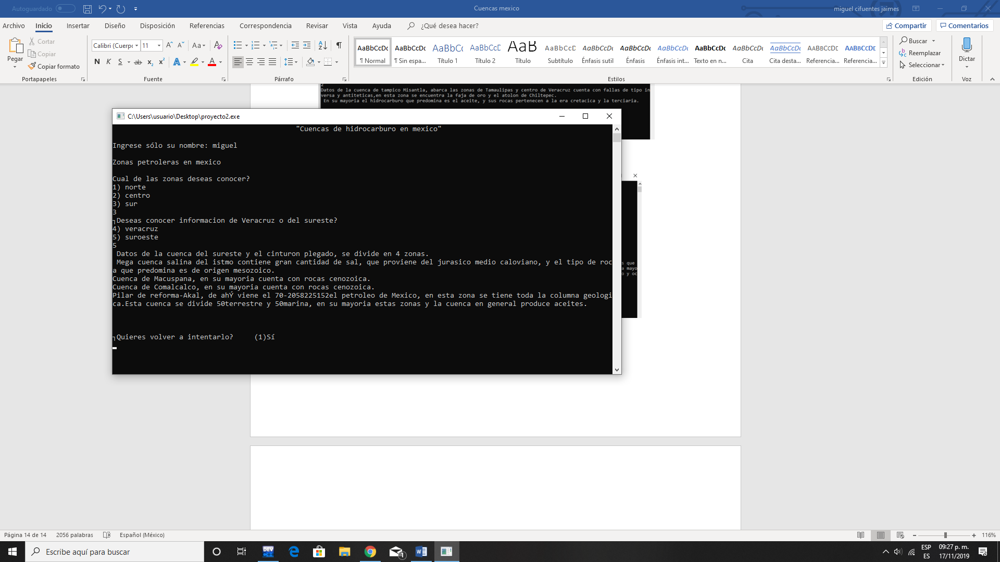 Autoguardado
Cuencas mexico
miguel cifuentes jaimes
Archivo Inicio Insertar Diseño Disposición Referencias Correspondencia Revisar Vista Ayuda ¿Qué desea hacer? Compartir Comentarios
Pegar
Cortar
Copiar
Copiar formato
Portapapeles
Calibri (Cuerpo 11
N K S ab x₂ x²
Fuente
Párrafo
AaBbCcDc AaBbCcDc AaBbCc AaBbCcD AaB AaBbCcD AaBbCcDc AaBbCcDc AaBbCcDc AaBbCcDc AaBbCcDc AaBbCcDc AABBCCDD AABBCCDD
¶ Normal ¶ Sin espa... Título 1 Título 2 Título Subtítulo Énfasis sutil Énfasis Énfasis int... Texto en n... Cita Cita desta... Referencia... Referencia...
Estilos
Buscar
Reemplazar
Seleccionar
Edición
Dictar
Voz
2
Datos de la cuenca de tampico Misantla, abarca las zonas de Tamaulipas y centro de Veracruz cuenta con fallas de tipo in
versa y antiteticas,en esta zona se encuentra la faja de oro y el atolon de Chiltepec.
En su mayoria el hidrocarburo que predomina es el aceite, y sus rocas pertenecen a la era cretacica y la terciaria.
C:\Users\usuario\Desktop\proyecto2.exe
"Cuencas de hidrocarburo en mexico"
Ingrese sólo su nombre: miguel
Zonas petroleras en mexico
Cual de las zonas deseas conocer?
1) norte
2) centro
3) sur
3
┐Deseas conocer informacion de Veracruz o del sureste?
4) veracruz
5) suroeste
5
Datos de la cuenca del sureste y el cinturon plegado, se divide en 4 zonas.
Mega cuenca salina del istmo contiene gran cantidad de sal, que proviene del jurasico medio caloviano, y el tipo de roc
a que predomina es de origen mesozoico.
Cuenca de Macuspana, en su mayoria cuenta con rocas cenozoica.
Cuenca de Comalcalco, en su mayoria cuenta con rocas cenozoica.
Pilar de reforma-Akal, de ahÝ viene el 70-2058225152el petroleo de Mexico, en esta zona se tiene toda la columna geologi
ca.Esta cuenca se divide 50terrestre y 50marina, en su mayoria estas zonas y la cuenca en general produce aceites.
┐Quieres volver a intentarlo? (1)Sí
s que
a mayo
o y oc
Página 14 de 14 2056 palabras Español (México) 116%
Escribe aquí para buscar
DEV C++
1
ESP
ES
09:27 p. m.
17/11/2019